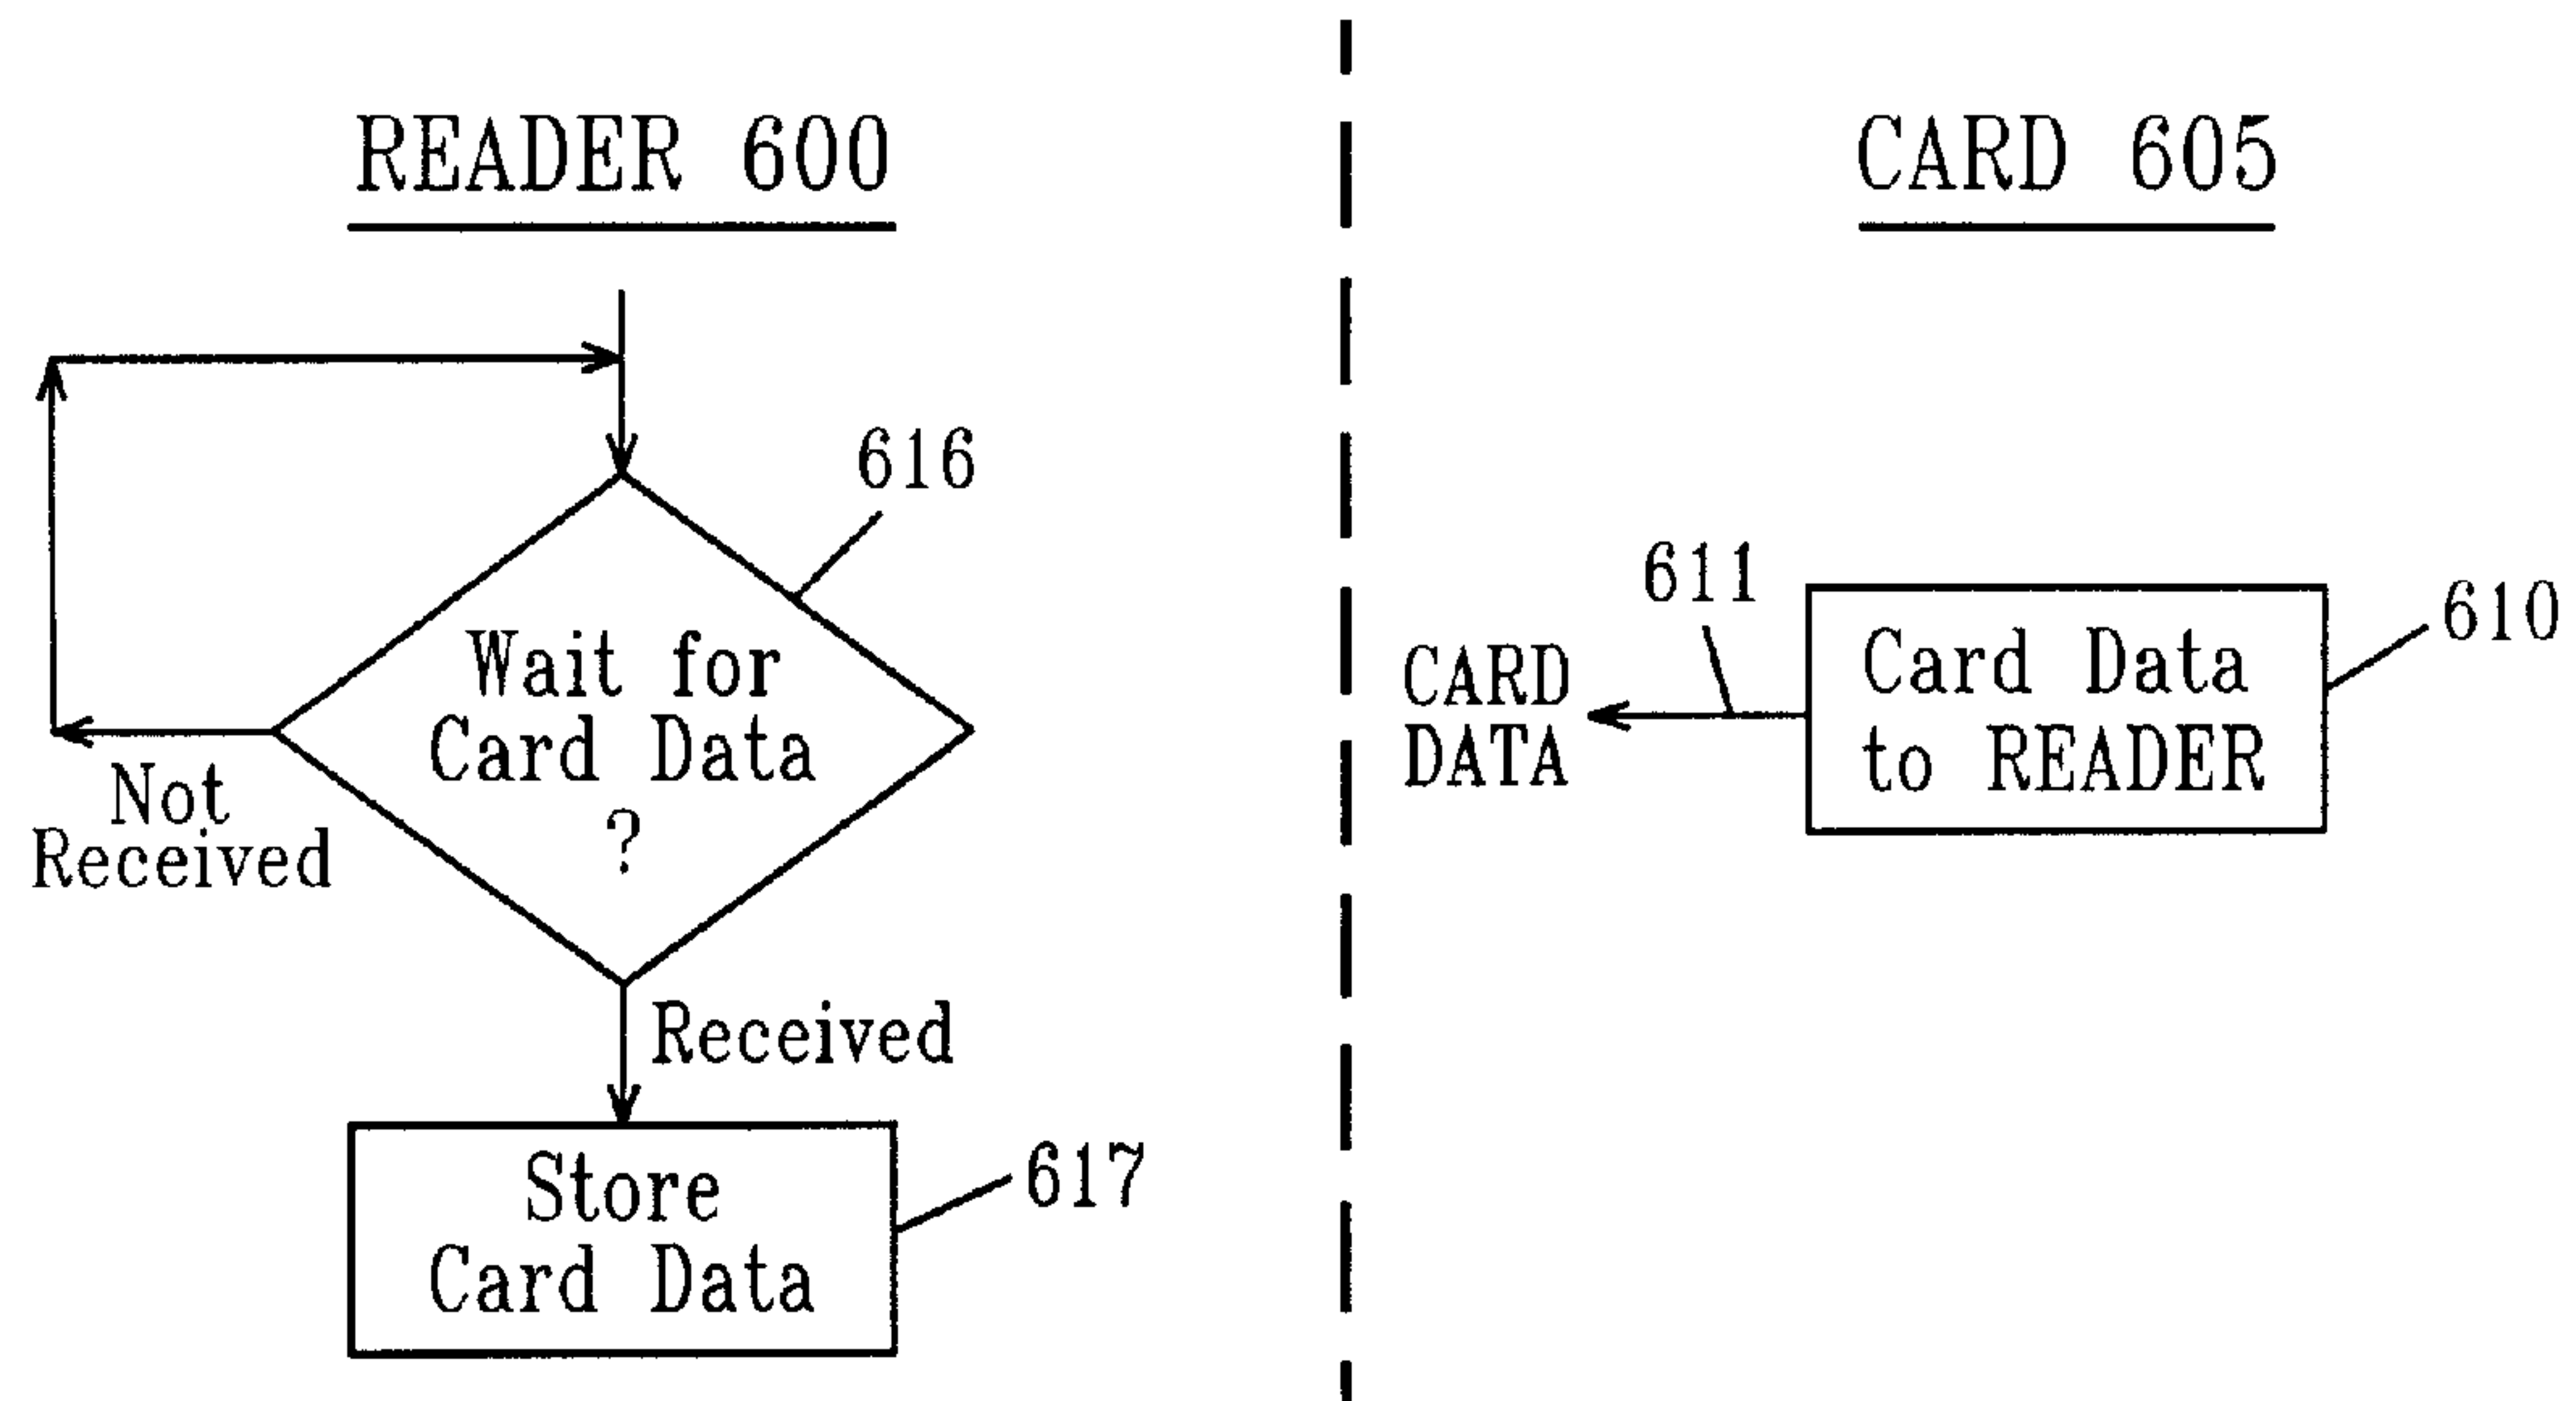 READER 600
CARD 605
616
Wait for
Card Data
?
Not
Received
Received
Store
Card Data
617
611
CARD
DATA
Card Data
to READER
610